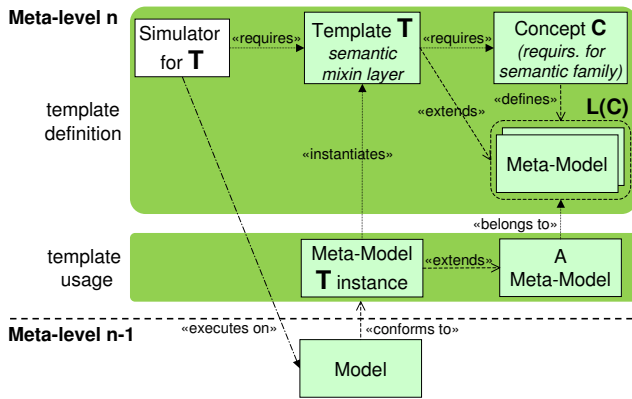 Meta-level n
Simulator
for T
«requires»
Template T
semantic
mixin layer
«requires»
Concept C
(requirs. for
semantic family)
template
definition
«extends»
«defines»
L(C)
«instantiates»
Meta-Model
«belongs to»
template
usage
Meta-Model
T instance
«extends»
A
Meta-Model
«executes on»
«conforms to»
Meta-level n-1
Model